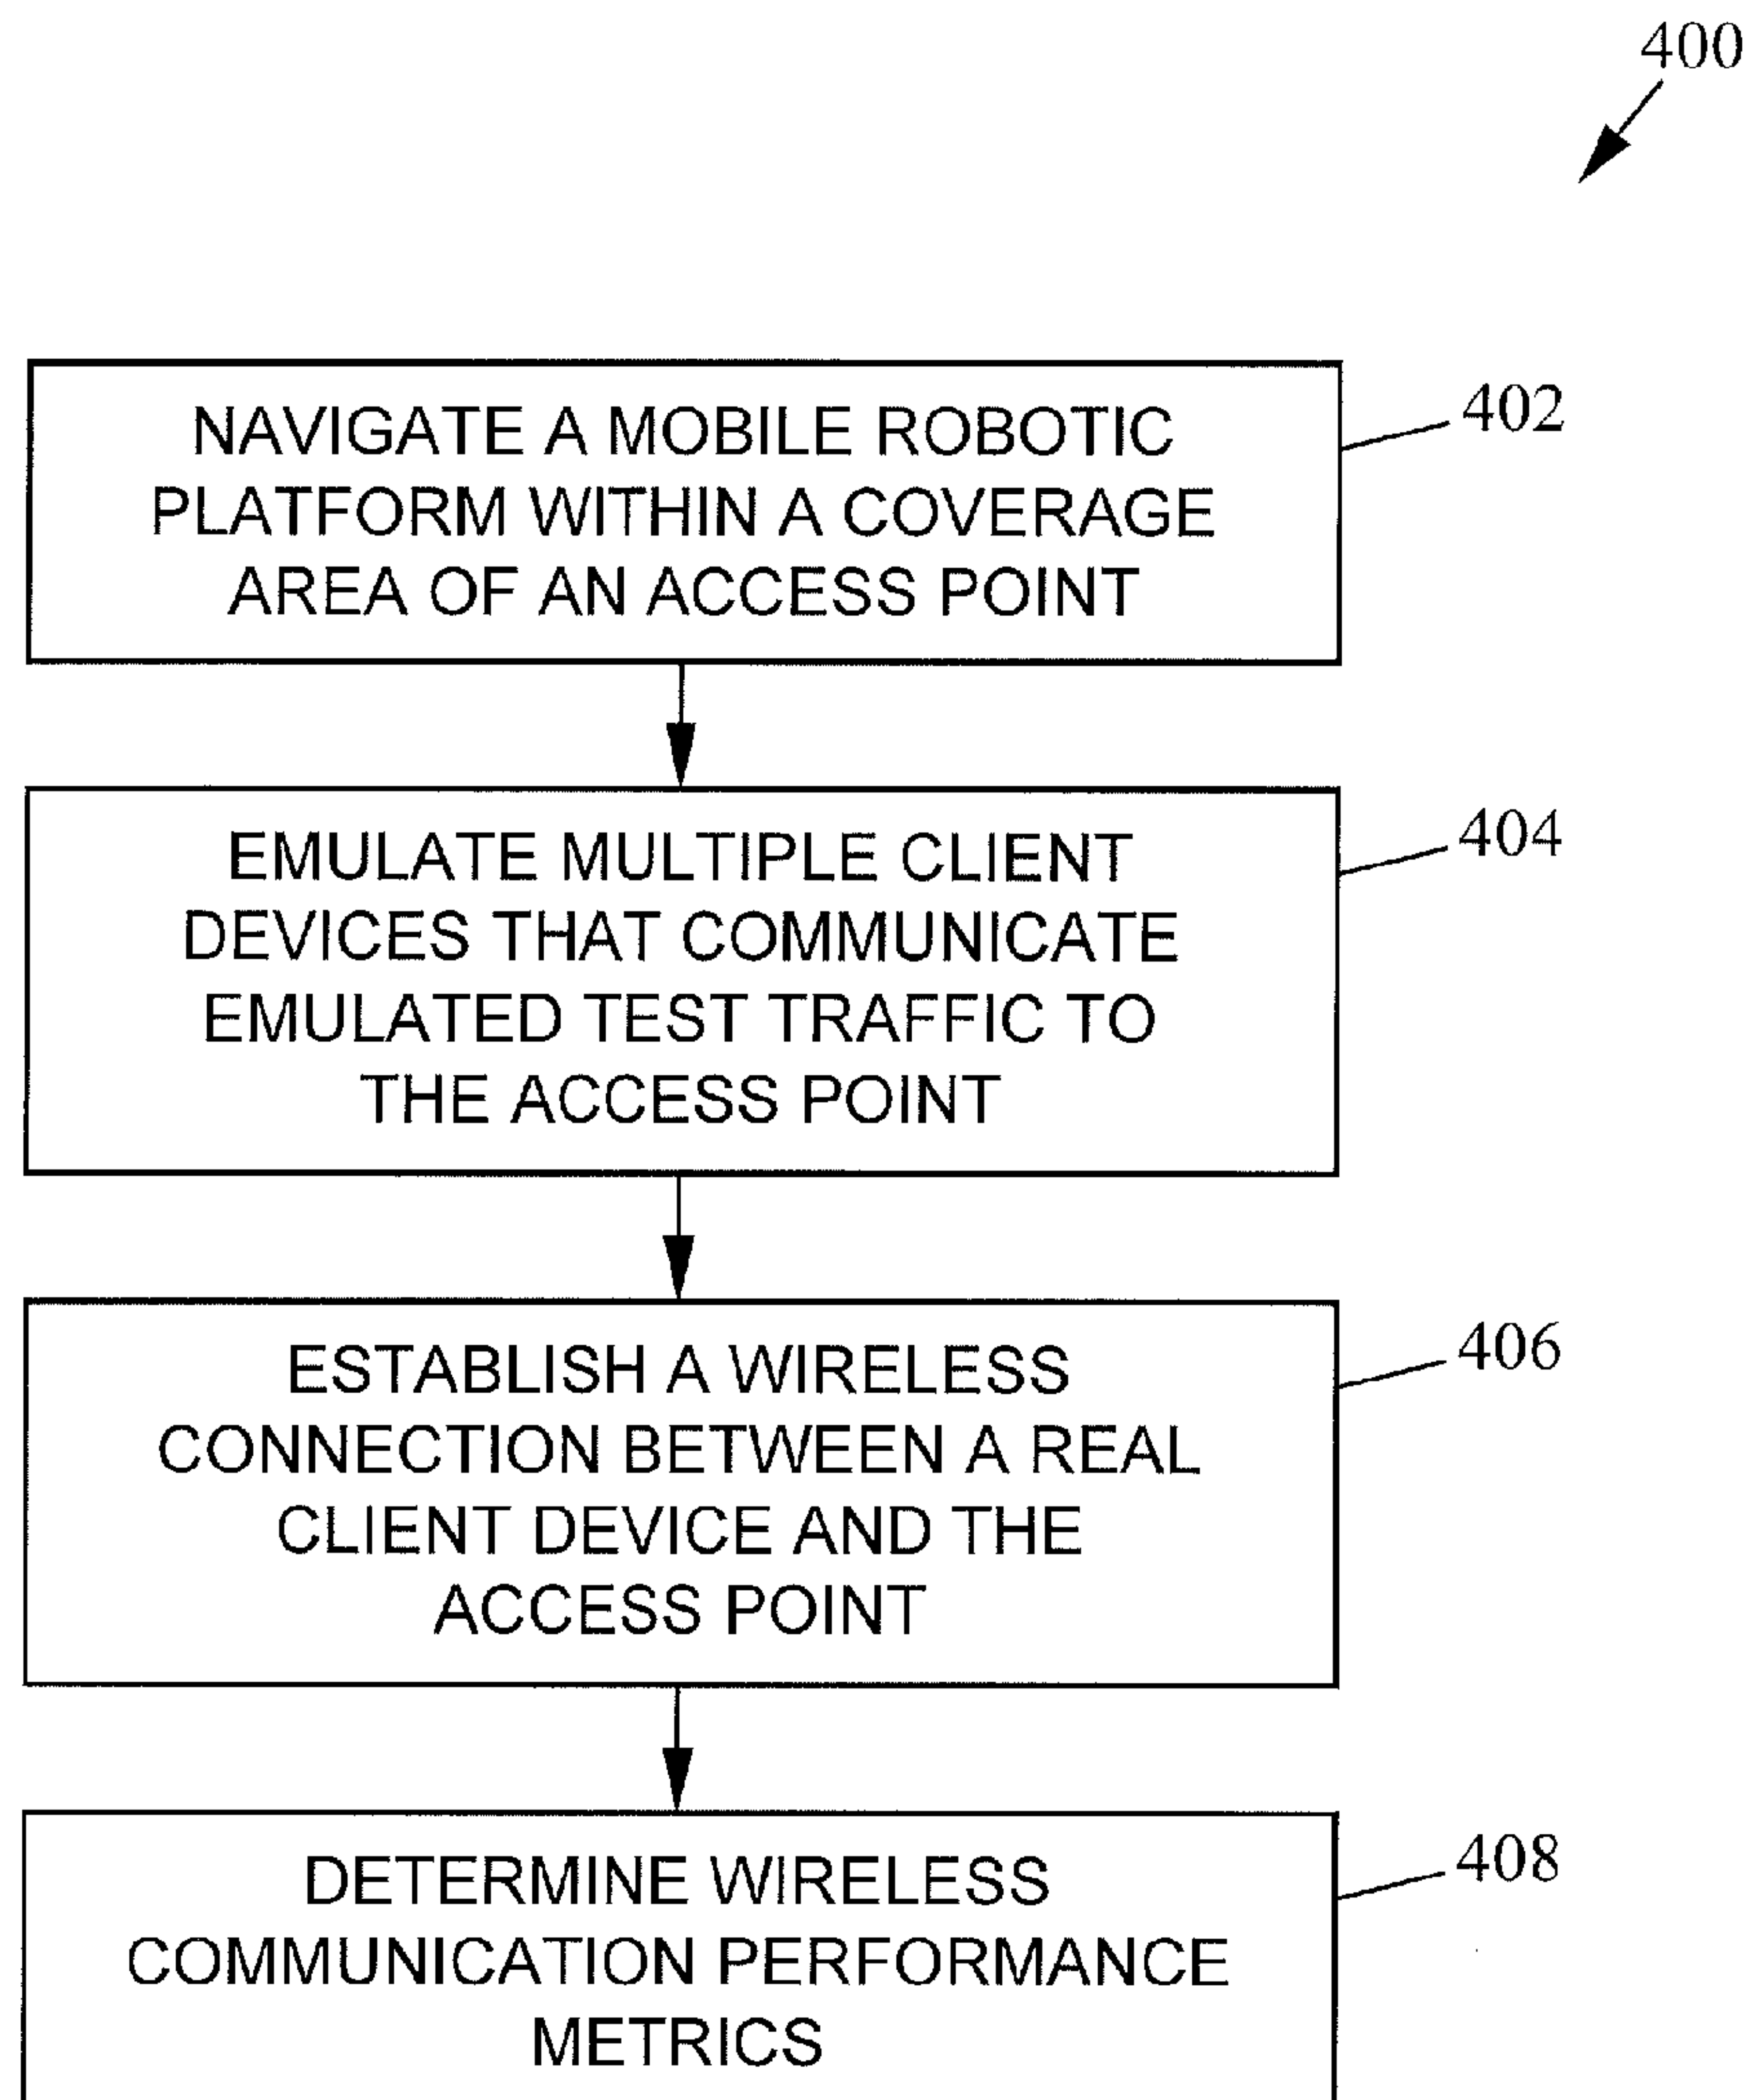 400
NAVIGATE A MOBILE ROBOTIC
PLATFORM WITHIN A COVERAGE
AREA OF AN ACCESS POINT
402
EMULATE MULTIPLE CLIENT
DEVICES THAT COMMUNICATE
EMULATED TEST TRAFFIC TO
THE ACCESS POINT
404
ESTABLISH A WIRELESS
CONNECTION BETWEEN A REAL
CLIENT DEVICE AND THE
ACCESS POINT
406
DETERMINE WIRELESS
COMMUNICATION PERFORMANCE
METRICS
408